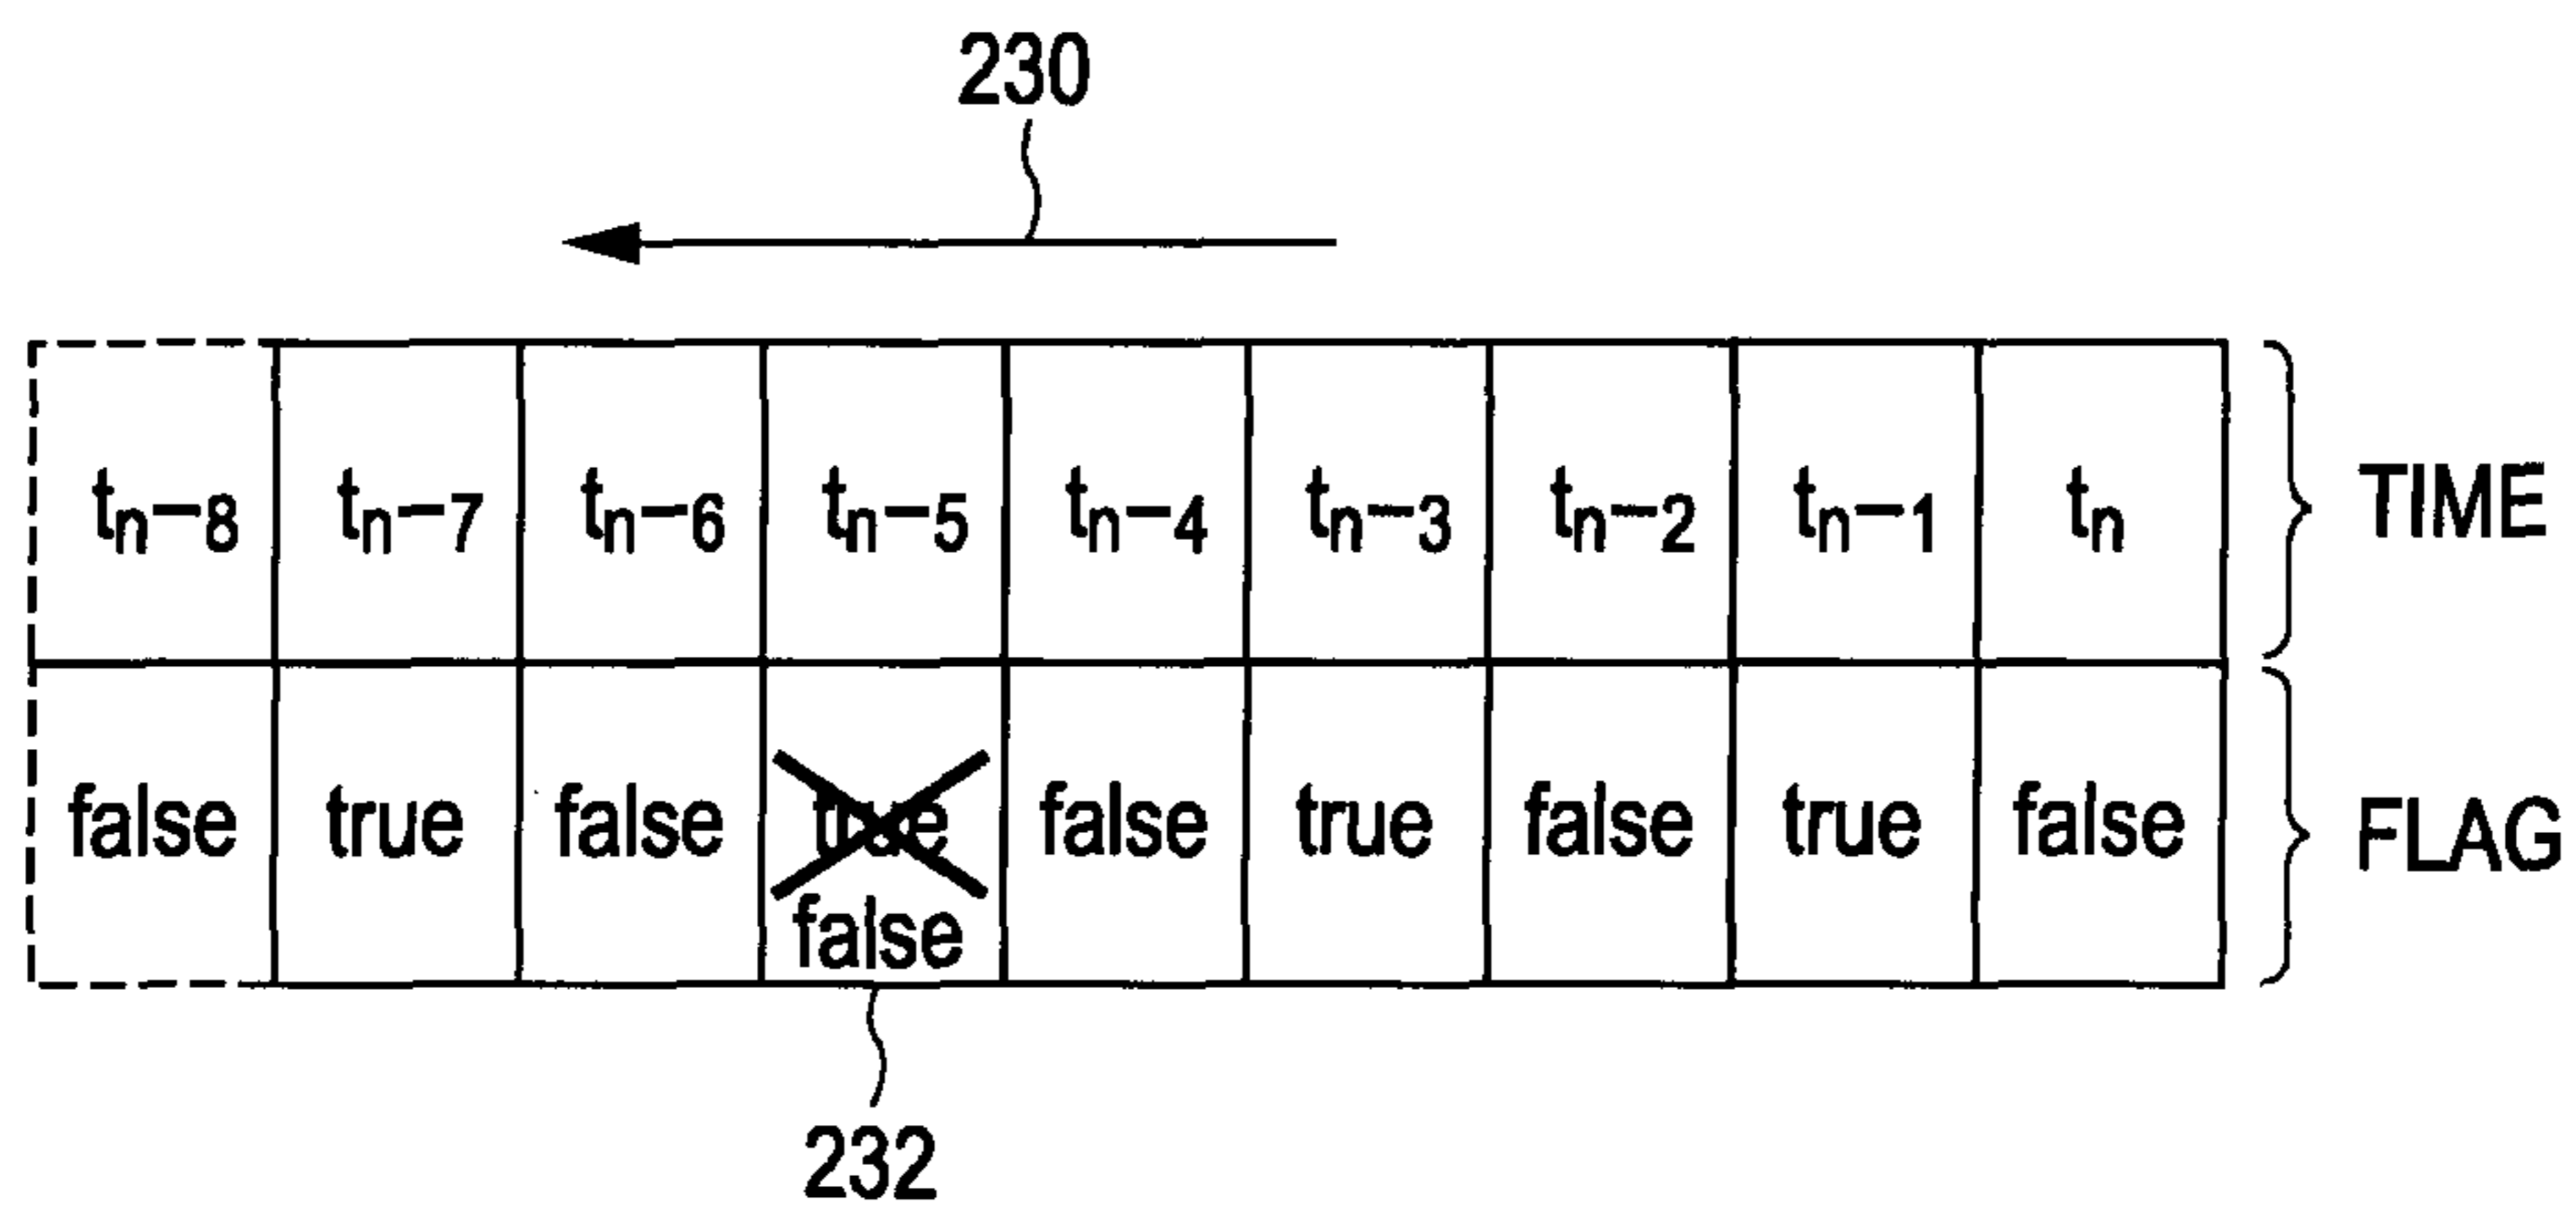 230
tn−8 tn−7 tn−6 tn−5 tn−4 tn−3 tn−2 tn−1 tn TIME
false true false true false true false true false FLAG
false
232